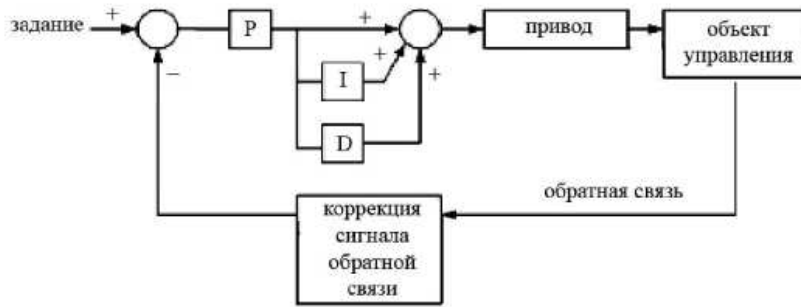 задание
+
−
P
+
+
+
I
D
привод
объект
управления
обратная связь
коррекция
сигнала
обратной
связи